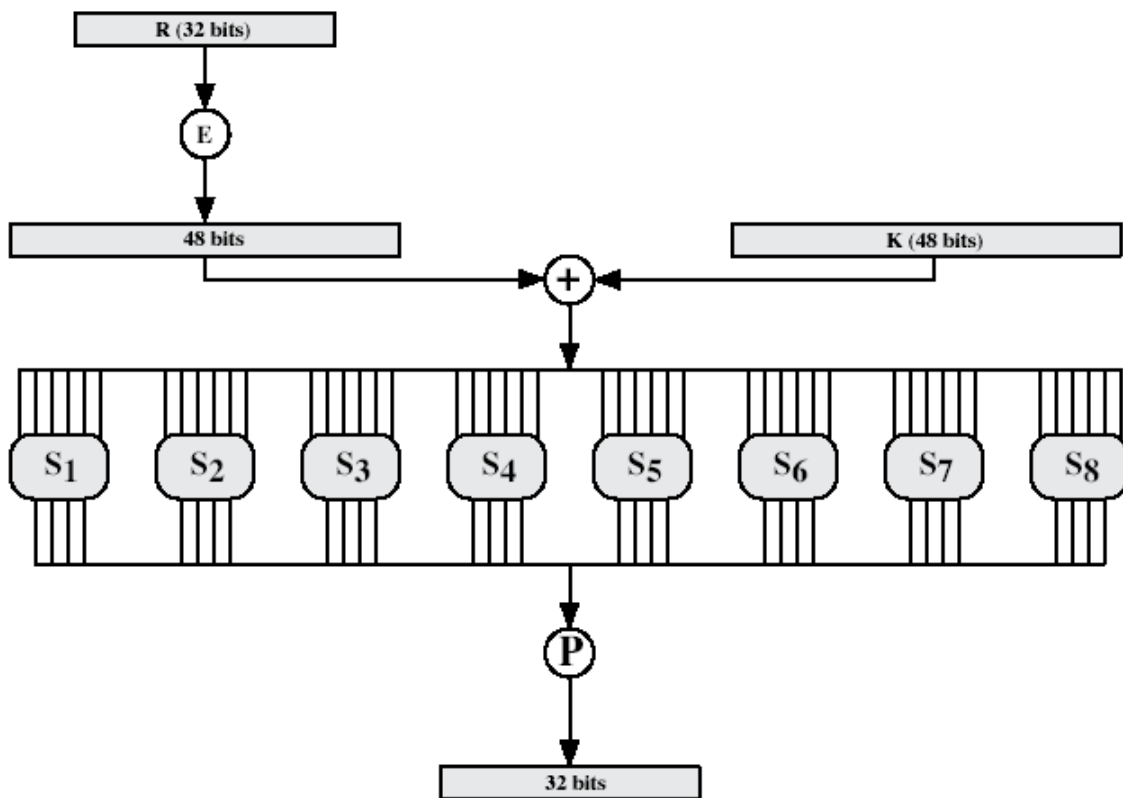 R (32 bits)
E
48 bits
K (48 bits)
+
S1 S2 S3 S4 S5 S6 S7 S8
P
32 bits